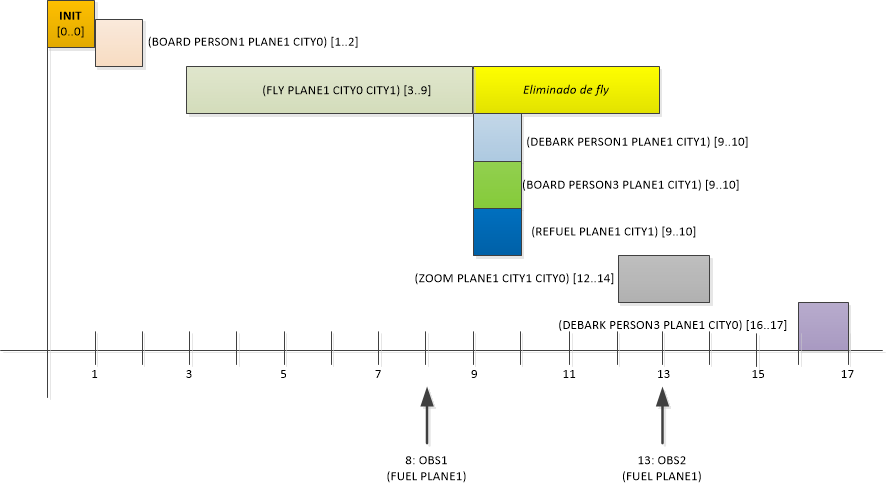 INIT
[0..0]
(BOARD PERSON1 PLANE1 CITY0) [1..2]
(FLY PLANE1 CITY0 CITY1) [3..9]
Eliminado de fly
(DEBARK PERSON1 PLANE1 CITY1) [9..10]
(BOARD PERSON3 PLANE1 CITY1) [9..10]
(REFUEL PLANE1 CITY1) [9..10]
(ZOOM PLANE1 CITY1 CITY0) [12..14]
(DEBARK PERSON3 PLANE1 CITY0) [16..17]
1 3 5 7 9 11 13 15 17
8: OBS1
(FUEL PLANE1)
13: OBS2
(FUEL PLANE1)